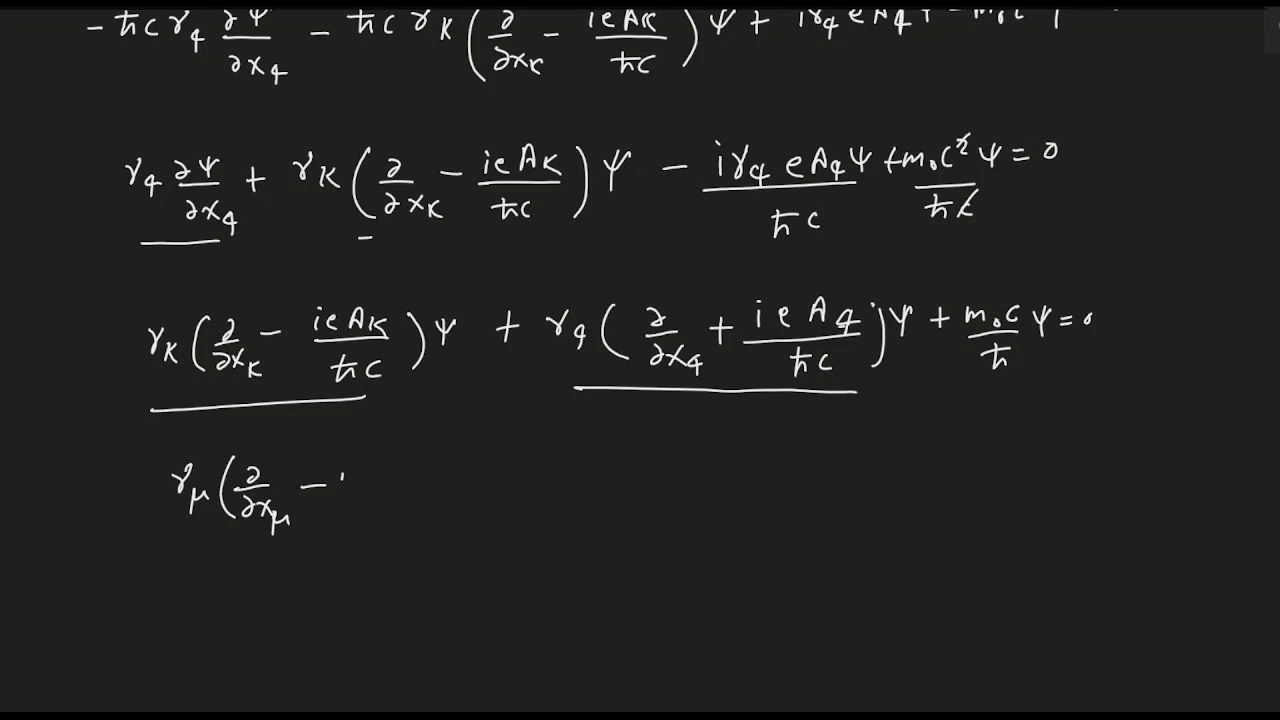 - ħc γ4 ∂Ψ/∂x4 - ħc γK (∂/∂xK - ieAK/ħc) Ψ + iγ4 eA4
γ4 ∂Ψ/∂x4 + γK (∂/∂xK - ieAK/ħc) Ψ - iγ4 eA4Ψ/ħc + m₀c²/ħc Ψ = 0
γK (∂/∂xK - ieAK/ħc) Ψ + γ4 (∂/∂x4 + ieA4/ħc) Ψ + m₀c/ħ Ψ = 0
γμ (∂/∂xμ -